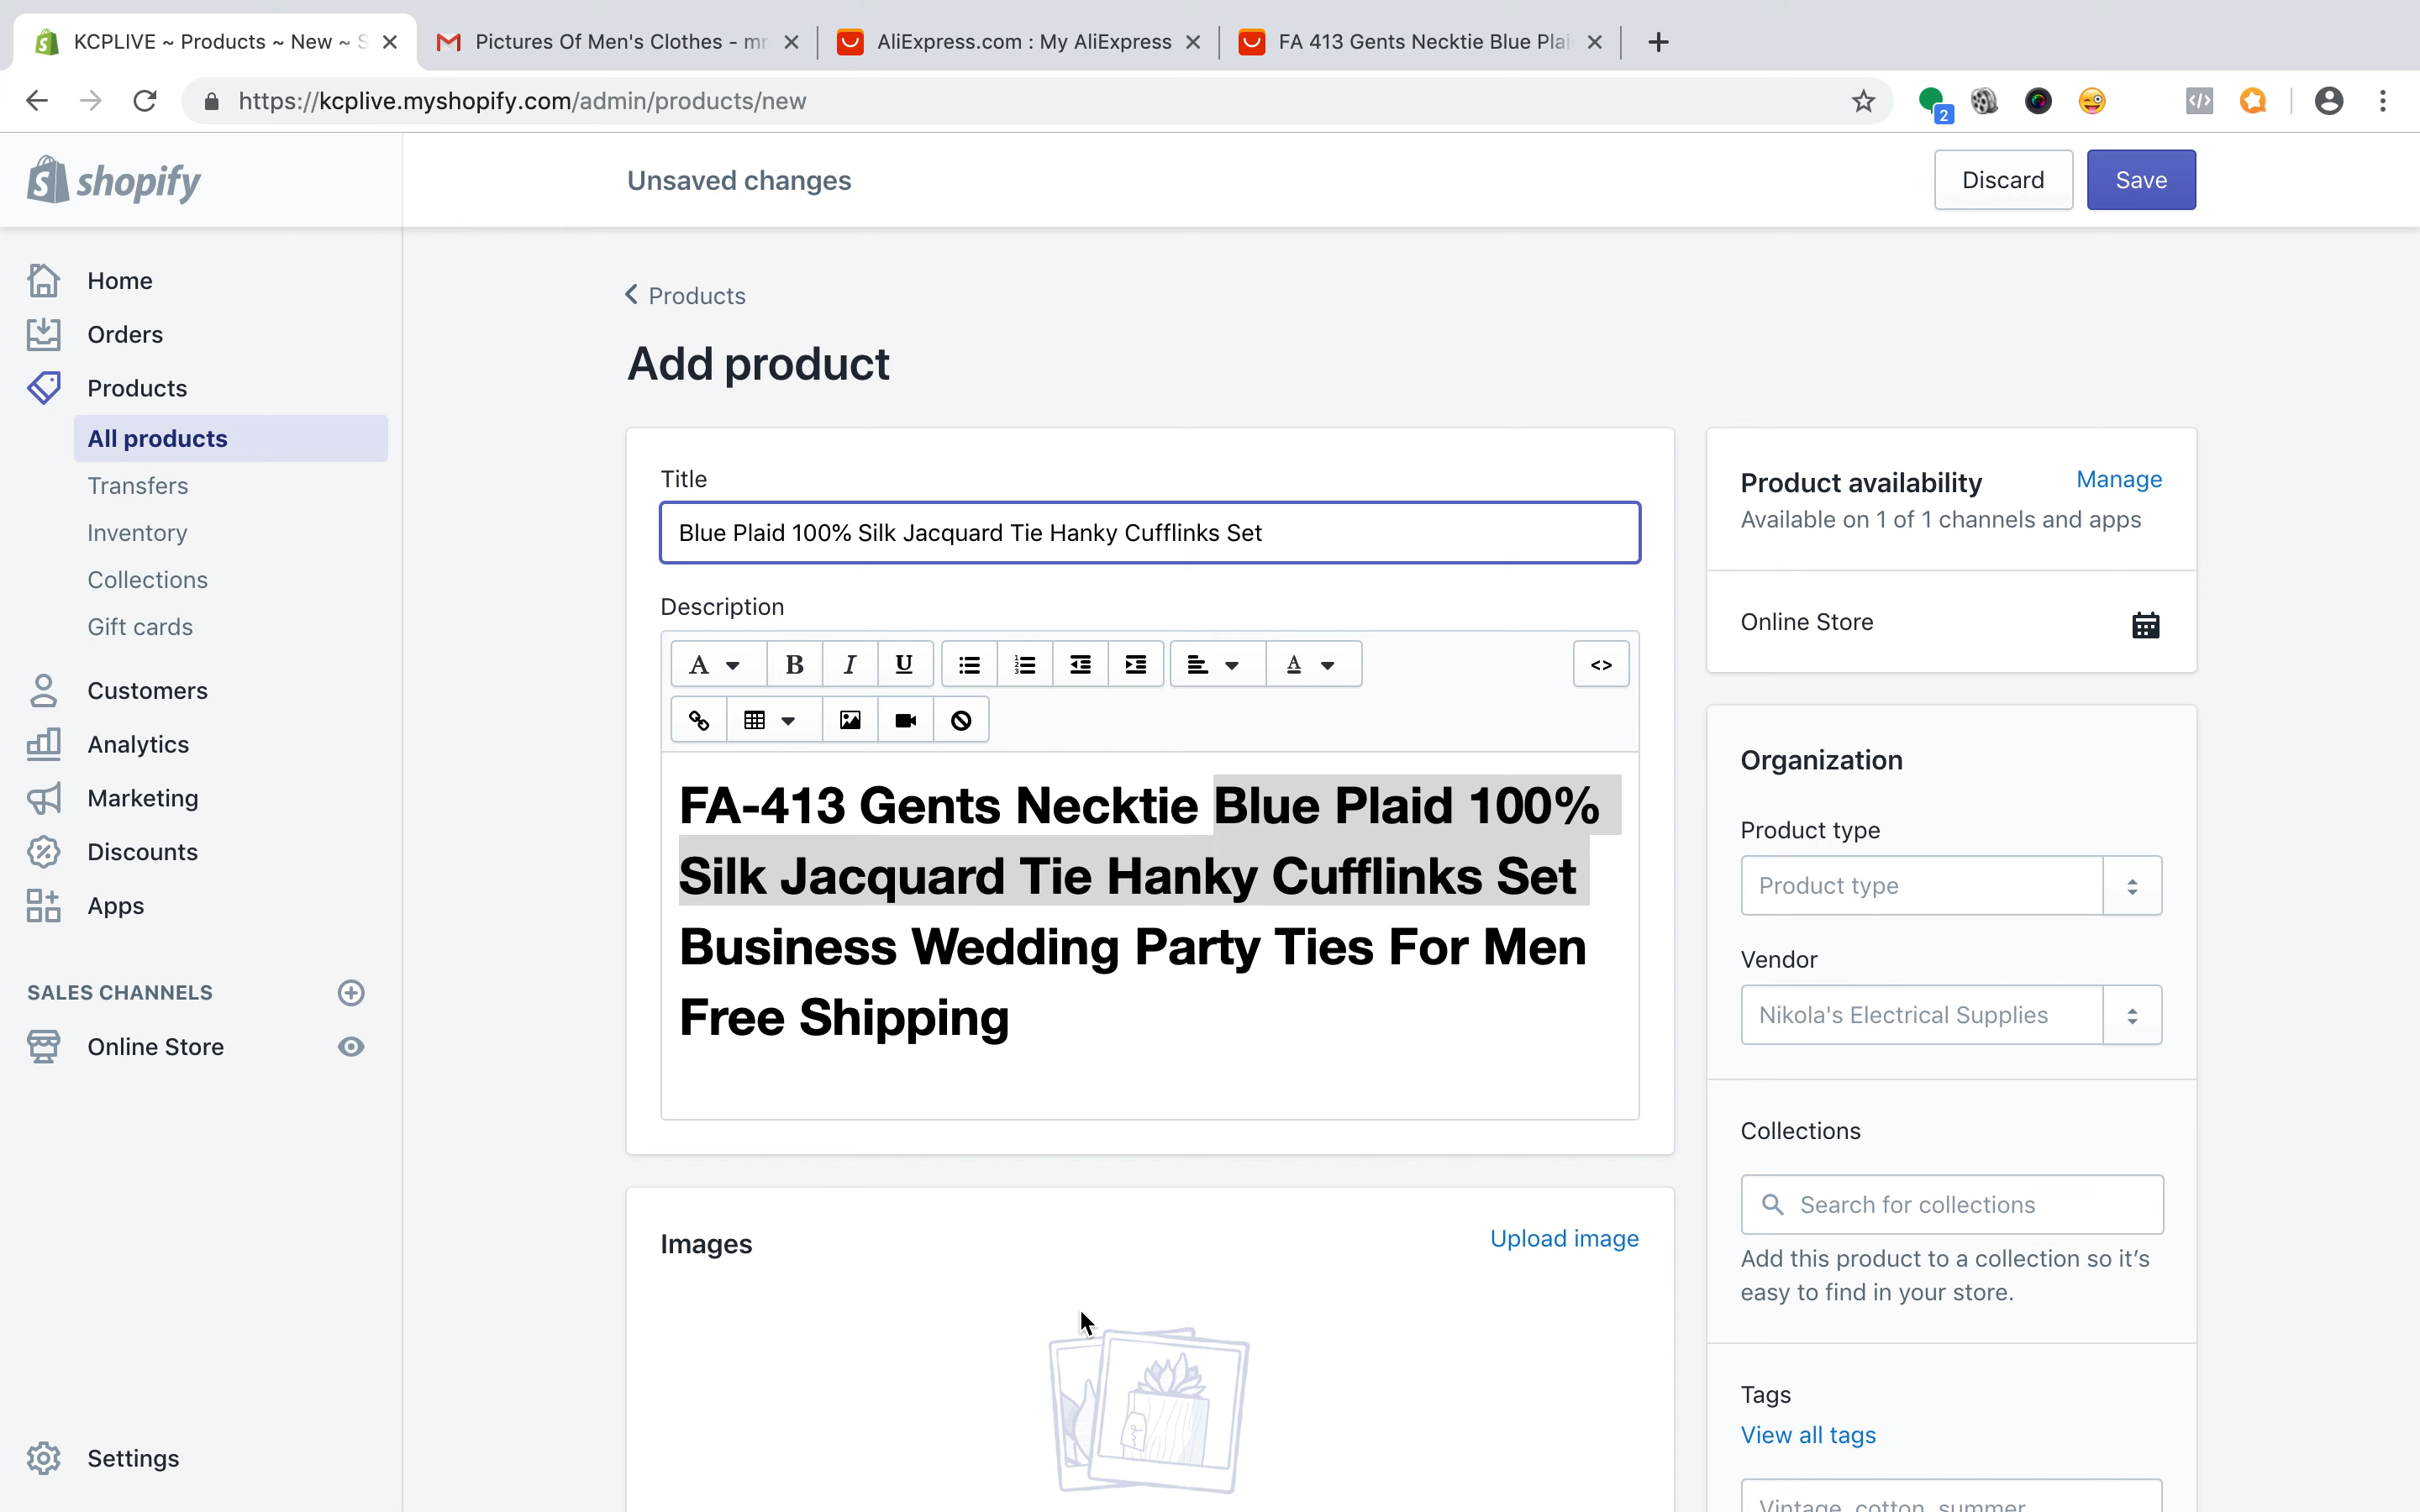 KCPLIVE ~ Products ~ New ~ S
Pictures Of Men's Clothes - mr
AliExpress.com : My AliExpress
FA 413 Gents Necktie Blue Plai
https://kcplive.myshopify.com/admin/products/new
2
shopify
Unsaved changes
Discard
Save
Home
Orders
Products
All products
Transfers
Inventory
Collections
Gift cards
Customers
Analytics
Marketing
Discounts
Apps
SALES CHANNELS
Online Store
Settings
Products
Add product
Title
Blue Plaid 100% Silk Jacquard Tie Hanky Cufflinks Set
Description
A B I U A <>
FA-413 Gents Necktie Blue Plaid 100%
Silk Jacquard Tie Hanky Cufflinks Set
Business Wedding Party Ties For Men
Free Shipping
Images
Upload image
Product availability
Manage
Available on 1 of 1 channels and apps
Online Store
Organization
Product type
Product type
Vendor
Nikola's Electrical Supplies
Collections
Search for collections
Add this product to a collection so it's
easy to find in your store.
Tags
View all tags
Vintage, cotton, summer